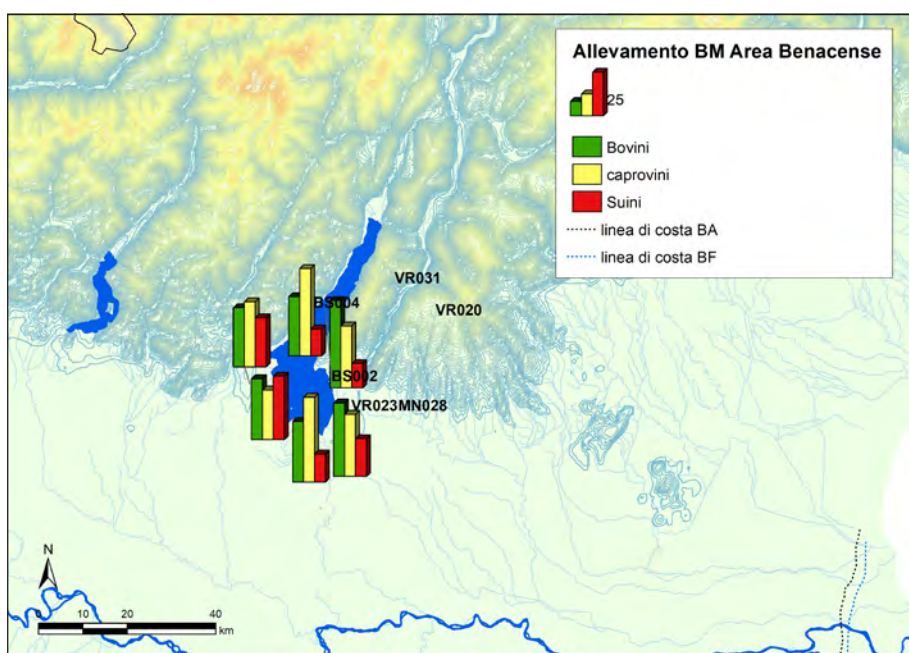 Allevamento BM Area Benacense
25
Bovini
caprovini
Suini
linea di costa BA
linea di costa BF
VR031
BS004
VR020
BS002
VR023MN028
N
0 10 20 40
km